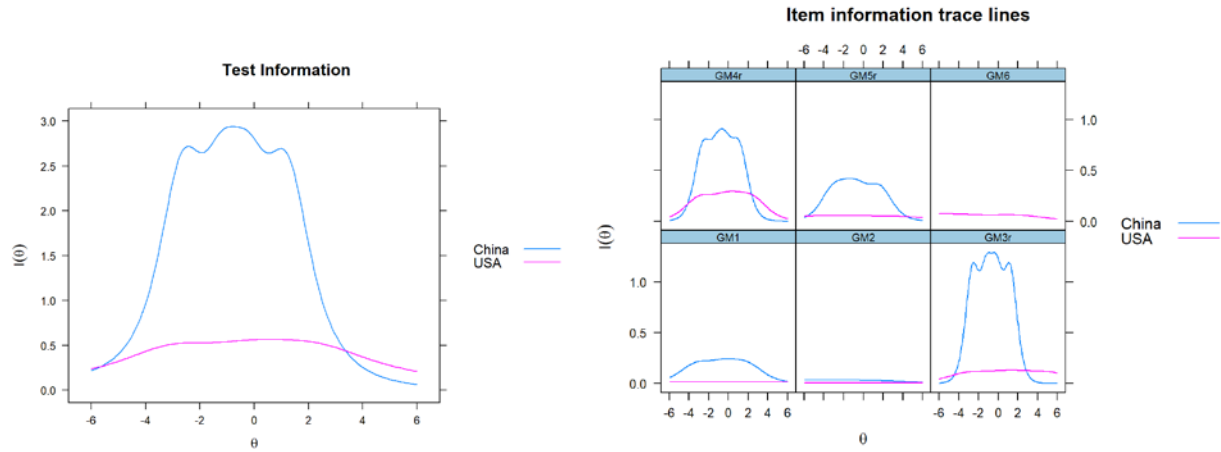 Test Information
3.0
2.5
2.0
1.5
1.0
0.5
0.0
I(θ)
-6 -4 -2 0 2 4 6
θ
China
USA
Item information trace lines
-6 -4 -2 0 2 4 6
GM4r GM5r GM6
1.0
0.5
0.0
GM1 GM2 GM3r
1.0
0.5
0.0
I(θ)
-6 -4 -2 0 2 4 6 -6 -4 -2 0 2 4 6
θ
China
USA